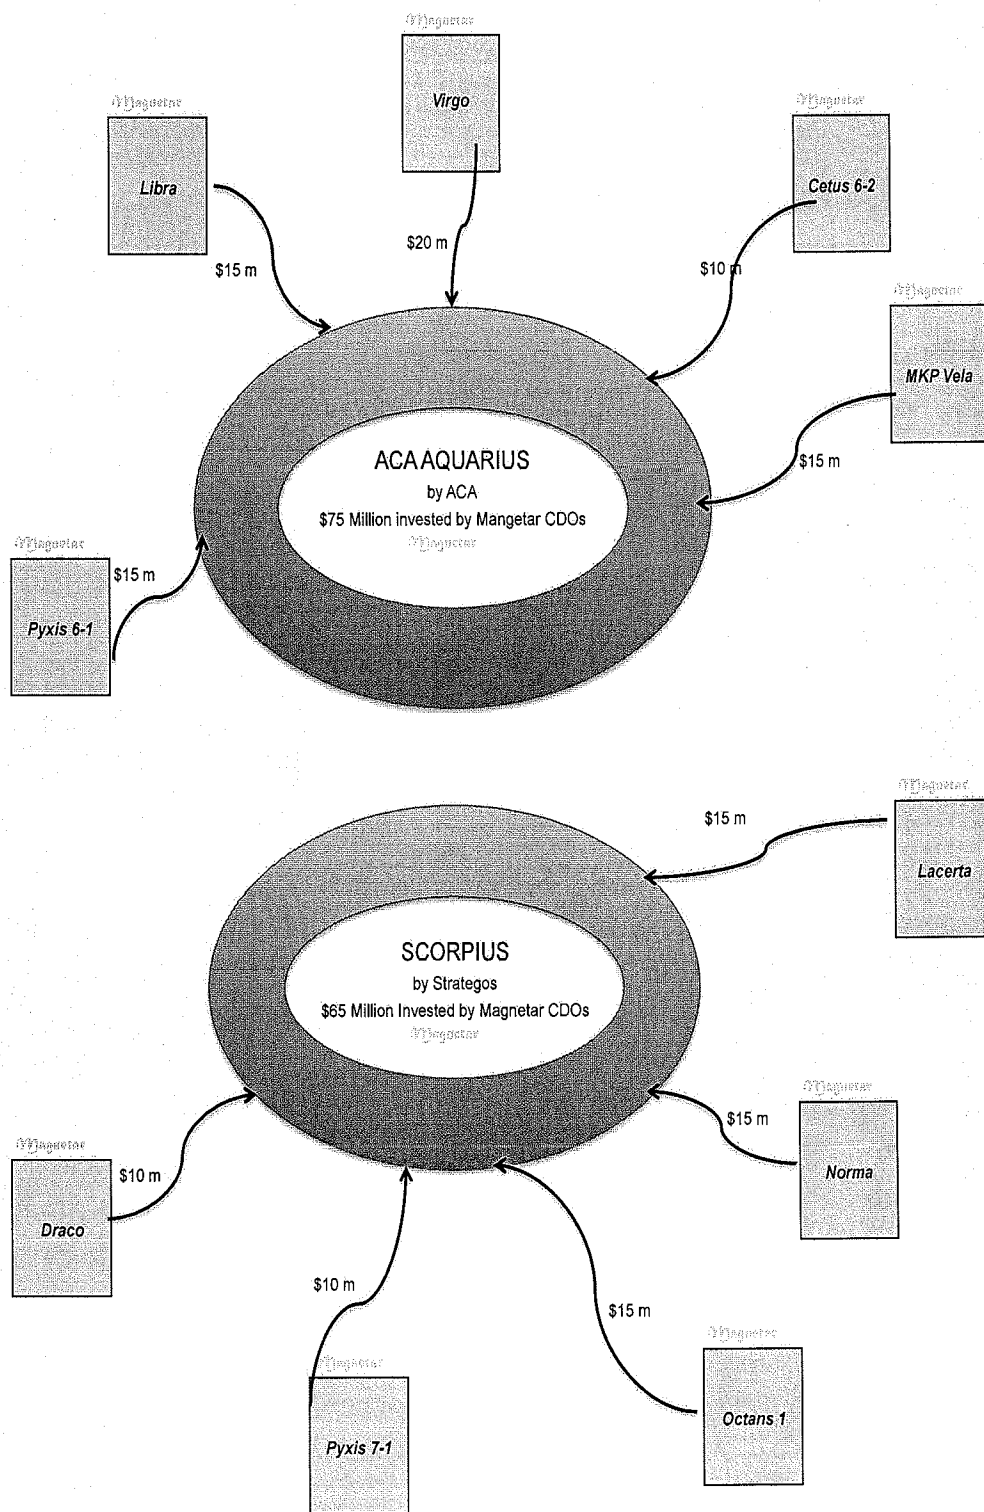 Magnetar
Virgo
Magnetar
Libra
Magnetar
Cetus 6-2
$20 m
$15 m
$10 m
Magnetar
MKP Vela
$15 m
ACA AQUARIUS
by ACA
$75 Million invested by Mangetar CDOs
Magnetar
Magnetar
$15 m
Pyxis 6-1
Magnetar
$15 m
Lacerta
SCORPIUS
by Strategos
$65 Million Invested by Magnetar CDOs
Magnetar
Magnetar
$15 m
Norma
Magnetar
$10 m
Draco
$10 m
$15 m
Magnetar
Octans 1
Magnetar
Pyxis 7-1